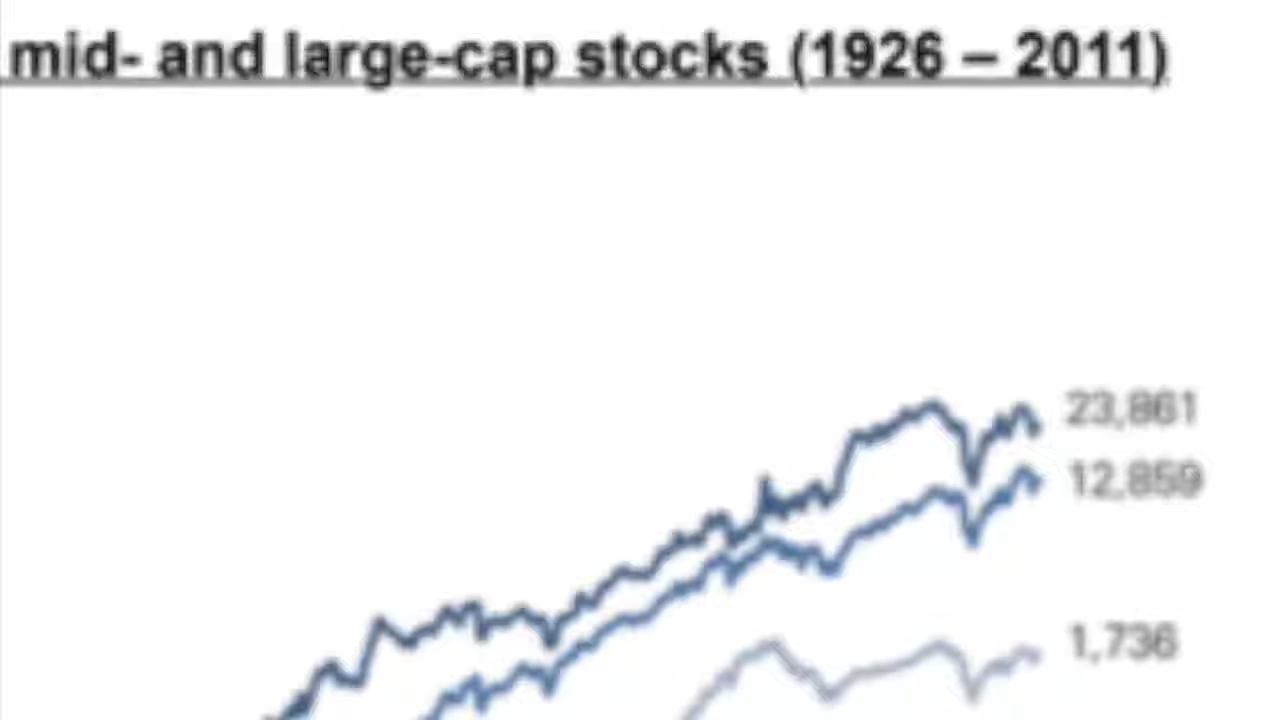 mid- and large-cap stocks (1926 – 2011)
23,861
12,859
1,736